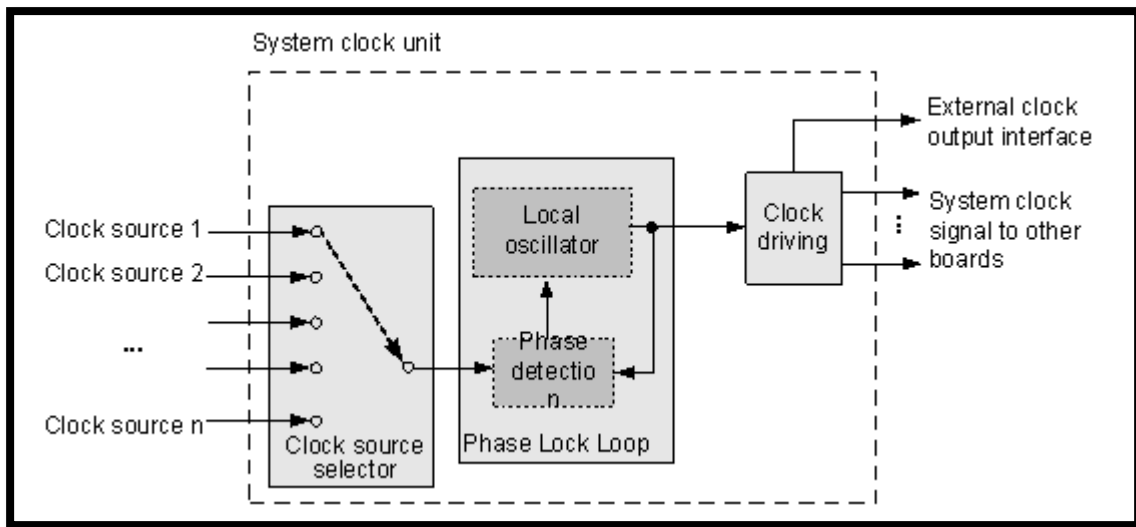 System clock unit
External clock
output interface
Clock source 1
Clock source 2
...
Clock source n
Clock source
selector
Local
oscillator
Phase
detectio
n
Phase Lock Loop
Clock
driving
System clock
signal to other
boards